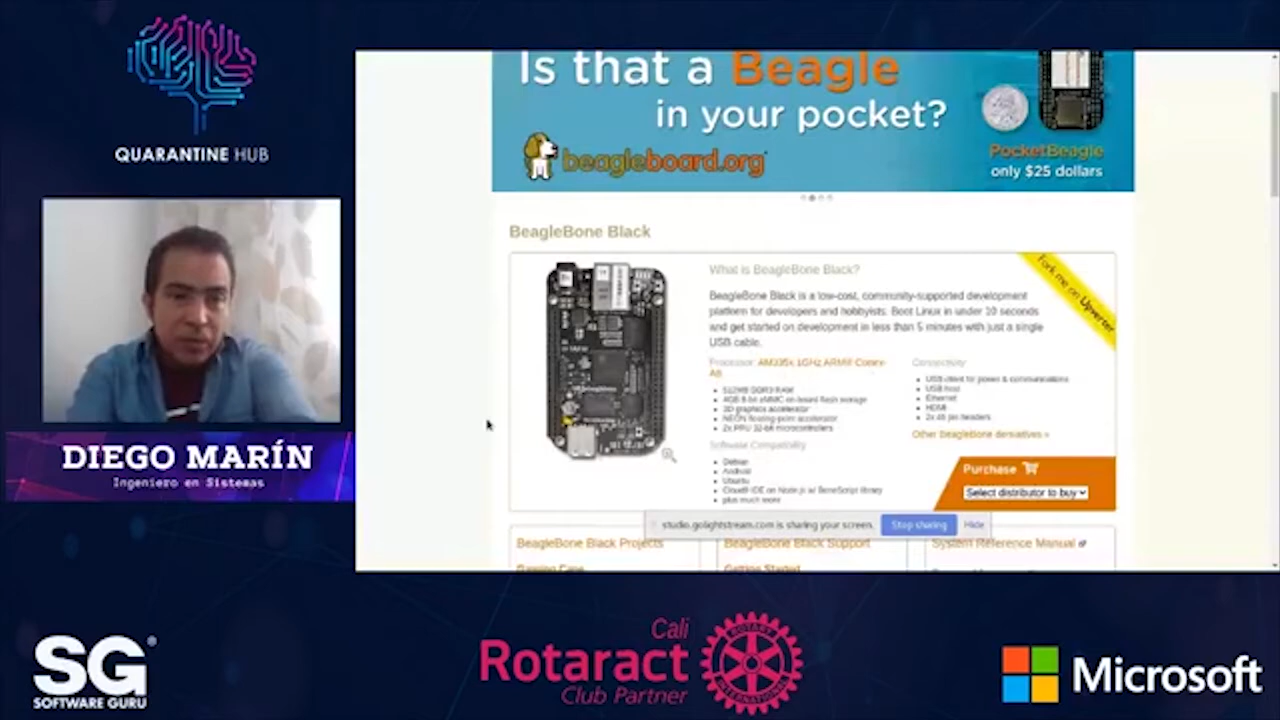 QUARANTINE HUB
DIEGO MARÍN
Ingeniero en Sistemas
Is that a Beagle
in your pocket?
beagleboard.org
PocketBeagle
only $25 dollars
BeagleBone Black
Fork me on Upverter
What is BeagleBone Black?
BeagleBone Black is a low-cost, community-supported development
platform for developers and hobbyists. Boot Linux in under 10 seconds
and get started on development in less than 5 minutes with just a single
USB cable.
Processor: AM335x 1GHz ARM® Cortex-
A8
512MB DDR3 RAM
4GB 8-bit eMMC on-board flash storage
3D graphics accelerator
NEON floating-point accelerator
2x PRU 32-bit microcontrollers
Software Compatibility
Debian
Android
Ubuntu
Cloud9 IDE on Node.js w/ BoneScript library
plus much more
Connectivity
USB client for power & communications
USB host
Ethernet
HDMI
2x 46 pin headers
Other BeagleBone derivatives »
Purchase
Select distributor to buy
studio.golightstream.com is sharing your screen.
Stop sharing
Hide
BeagleBone Black Projects
BeagleBone Black Support
System Reference Manual
Gaming Cape
Getting Started
SG
SOFTWARE GURU
Cali
Rotaract
Club Partner
ROTARY
INTERNATIONAL
Microsoft